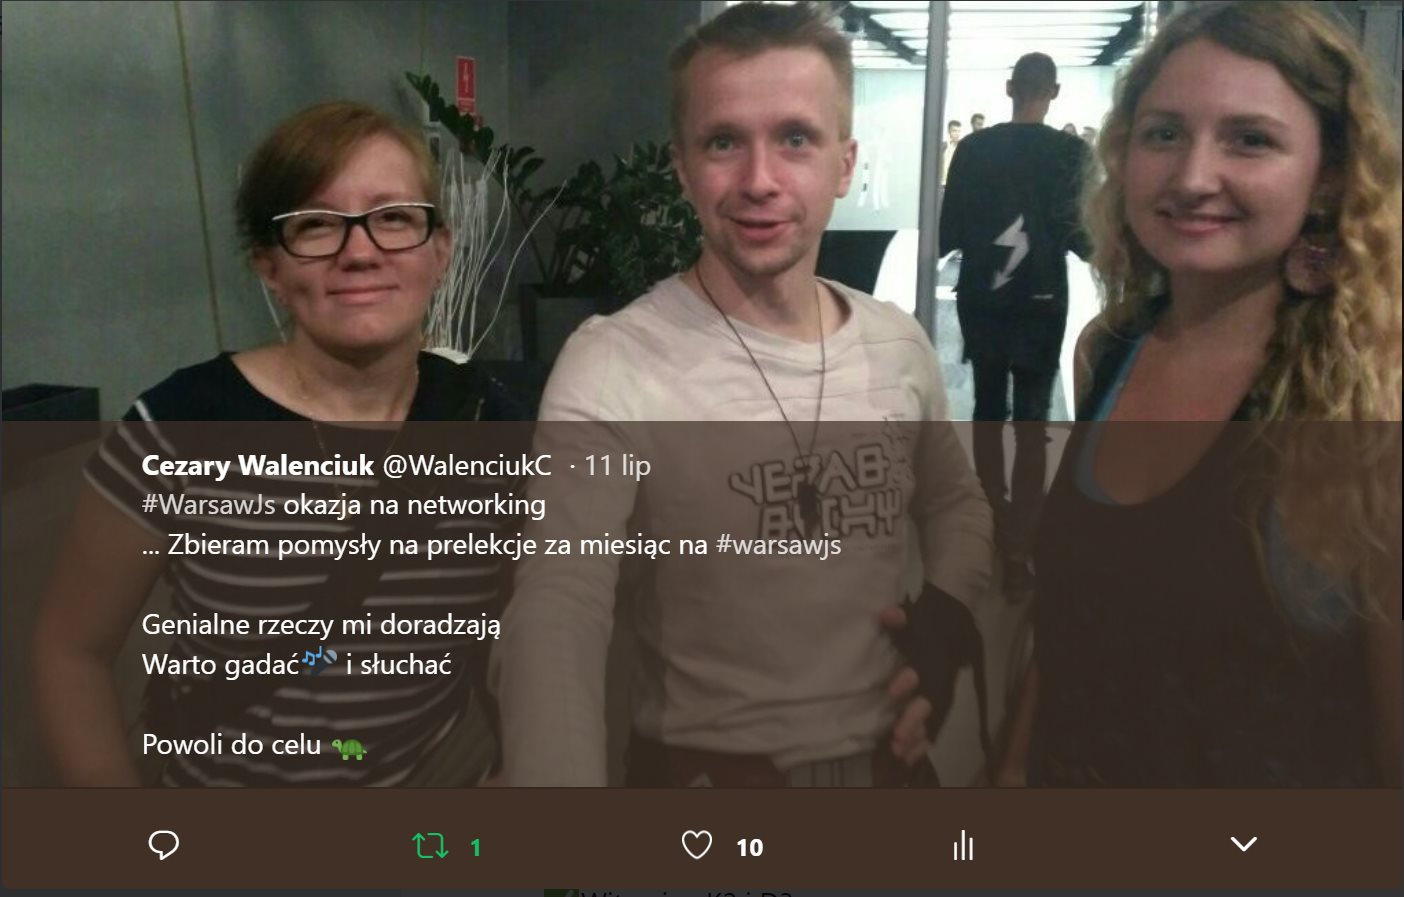 Cezary Walenciuk @WalenciukC · 11 lip
#WarsawJs okazja na networking
... Zbieram pomysły na prelekcje za miesiąc na #warsawjs
Genialne rzeczy mi doradzają
Warto gadać🎤 i słuchać
Powoli do celu 🐢
1 10